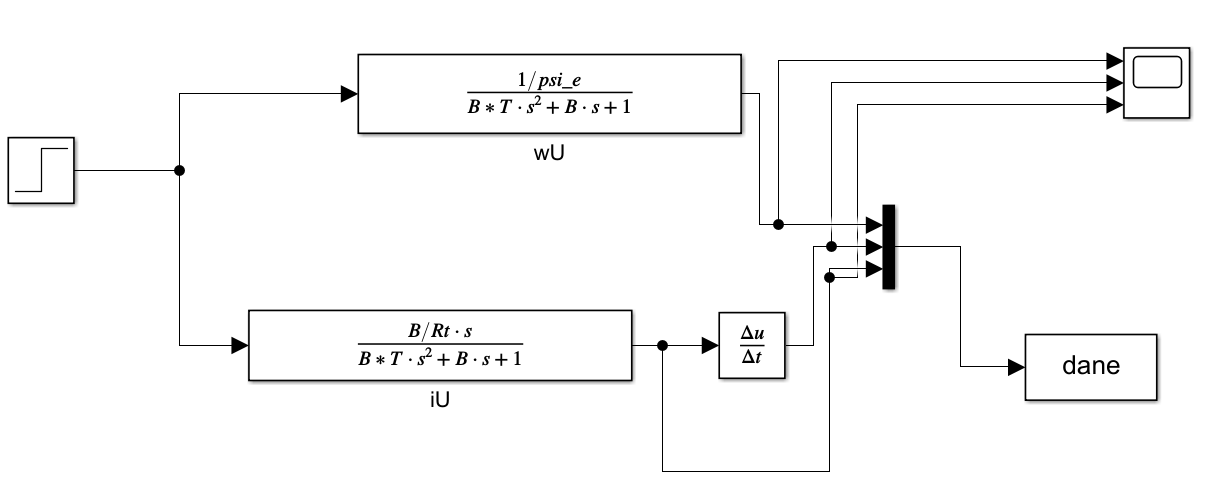 1/psi_e
B∗T·s²+B·s+1
wU
B/Rt·s
B∗T·s²+B·s+1
iU
Δu
Δt
dane